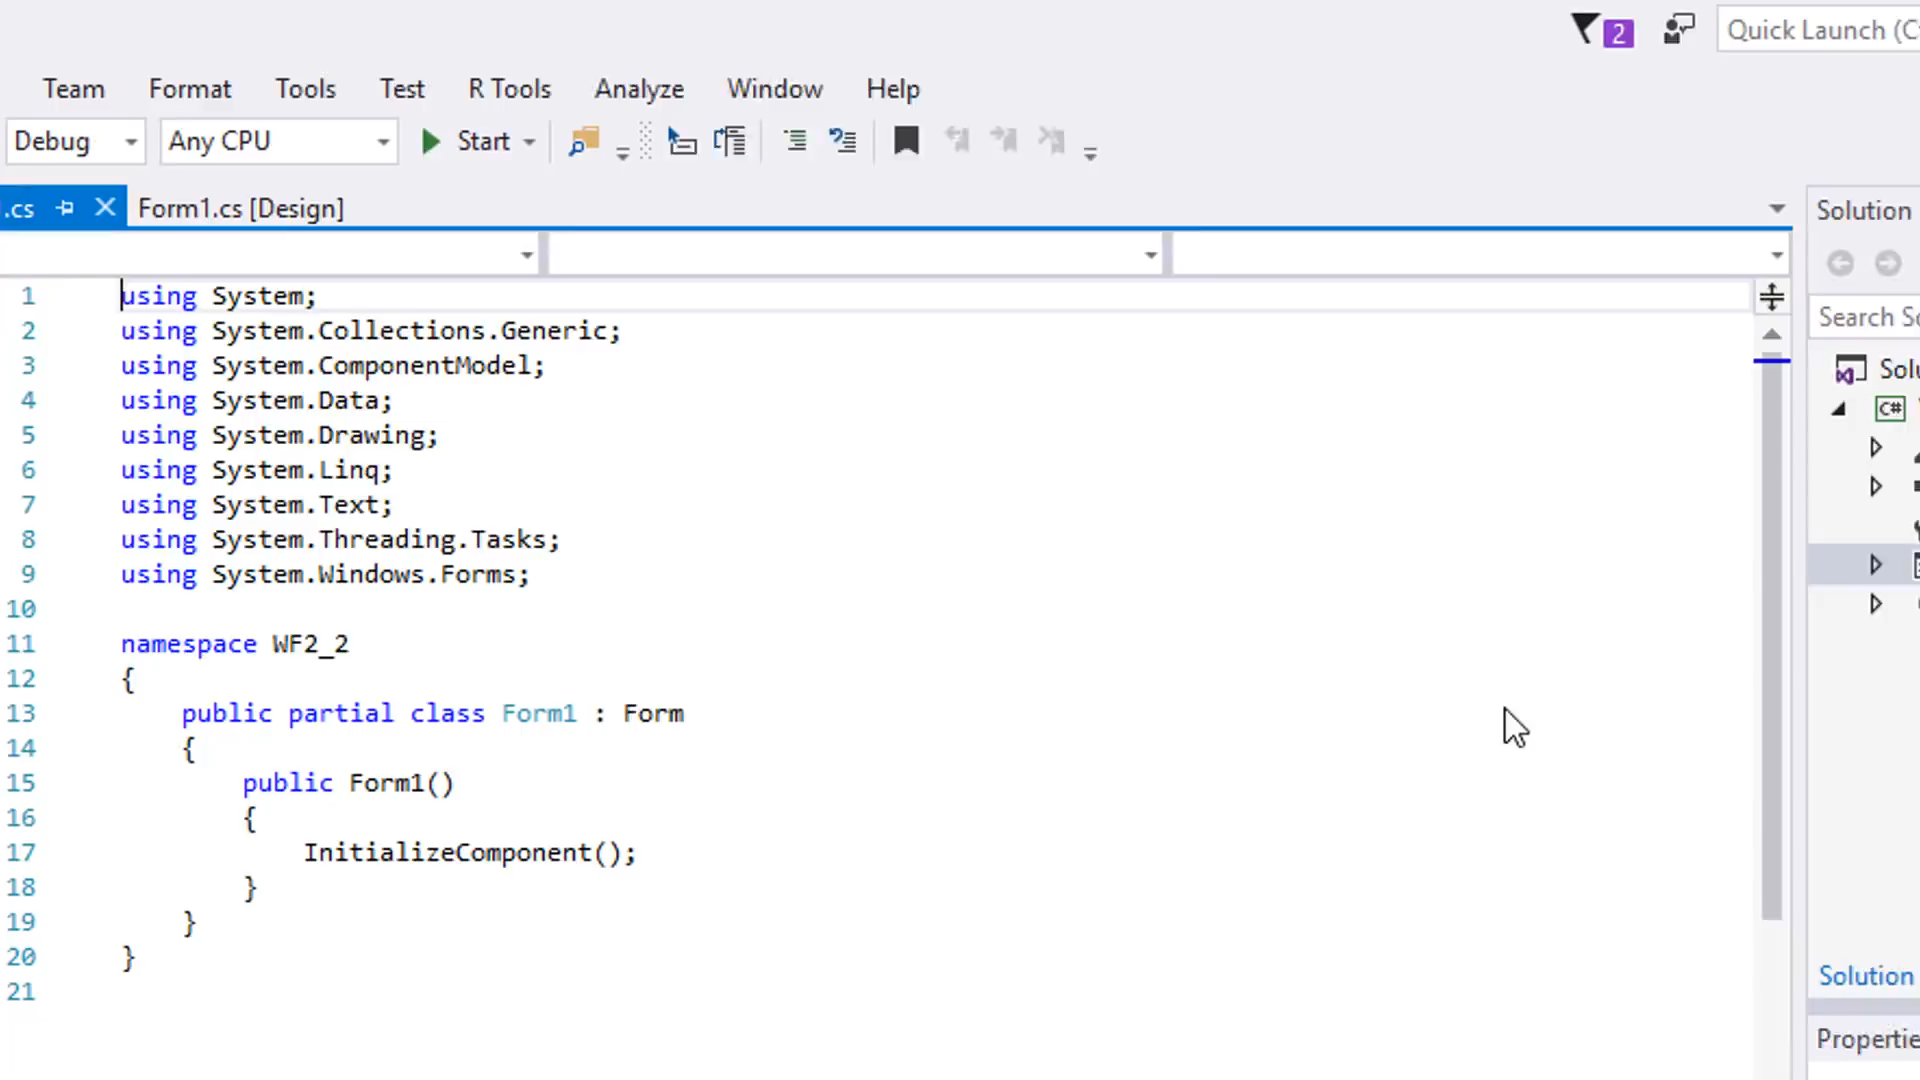 2
Quick Launch (C
Team Format Tools Test R Tools Analyze Window Help
Debug Any CPU Start
.cs Form1.cs [Design]
Solution
Search So
Solu
C#
1 using System;
2 using System.Collections.Generic;
3 using System.ComponentModel;
4 using System.Data;
5 using System.Drawing;
6 using System.Linq;
7 using System.Text;
8 using System.Threading.Tasks;
9 using System.Windows.Forms;
10
11 namespace WF2_2
12 {
13 public partial class Form1 : Form
14 {
15 public Form1()
16 {
17 InitializeComponent();
18 }
19 }
20 }
21
Solution
Propertie